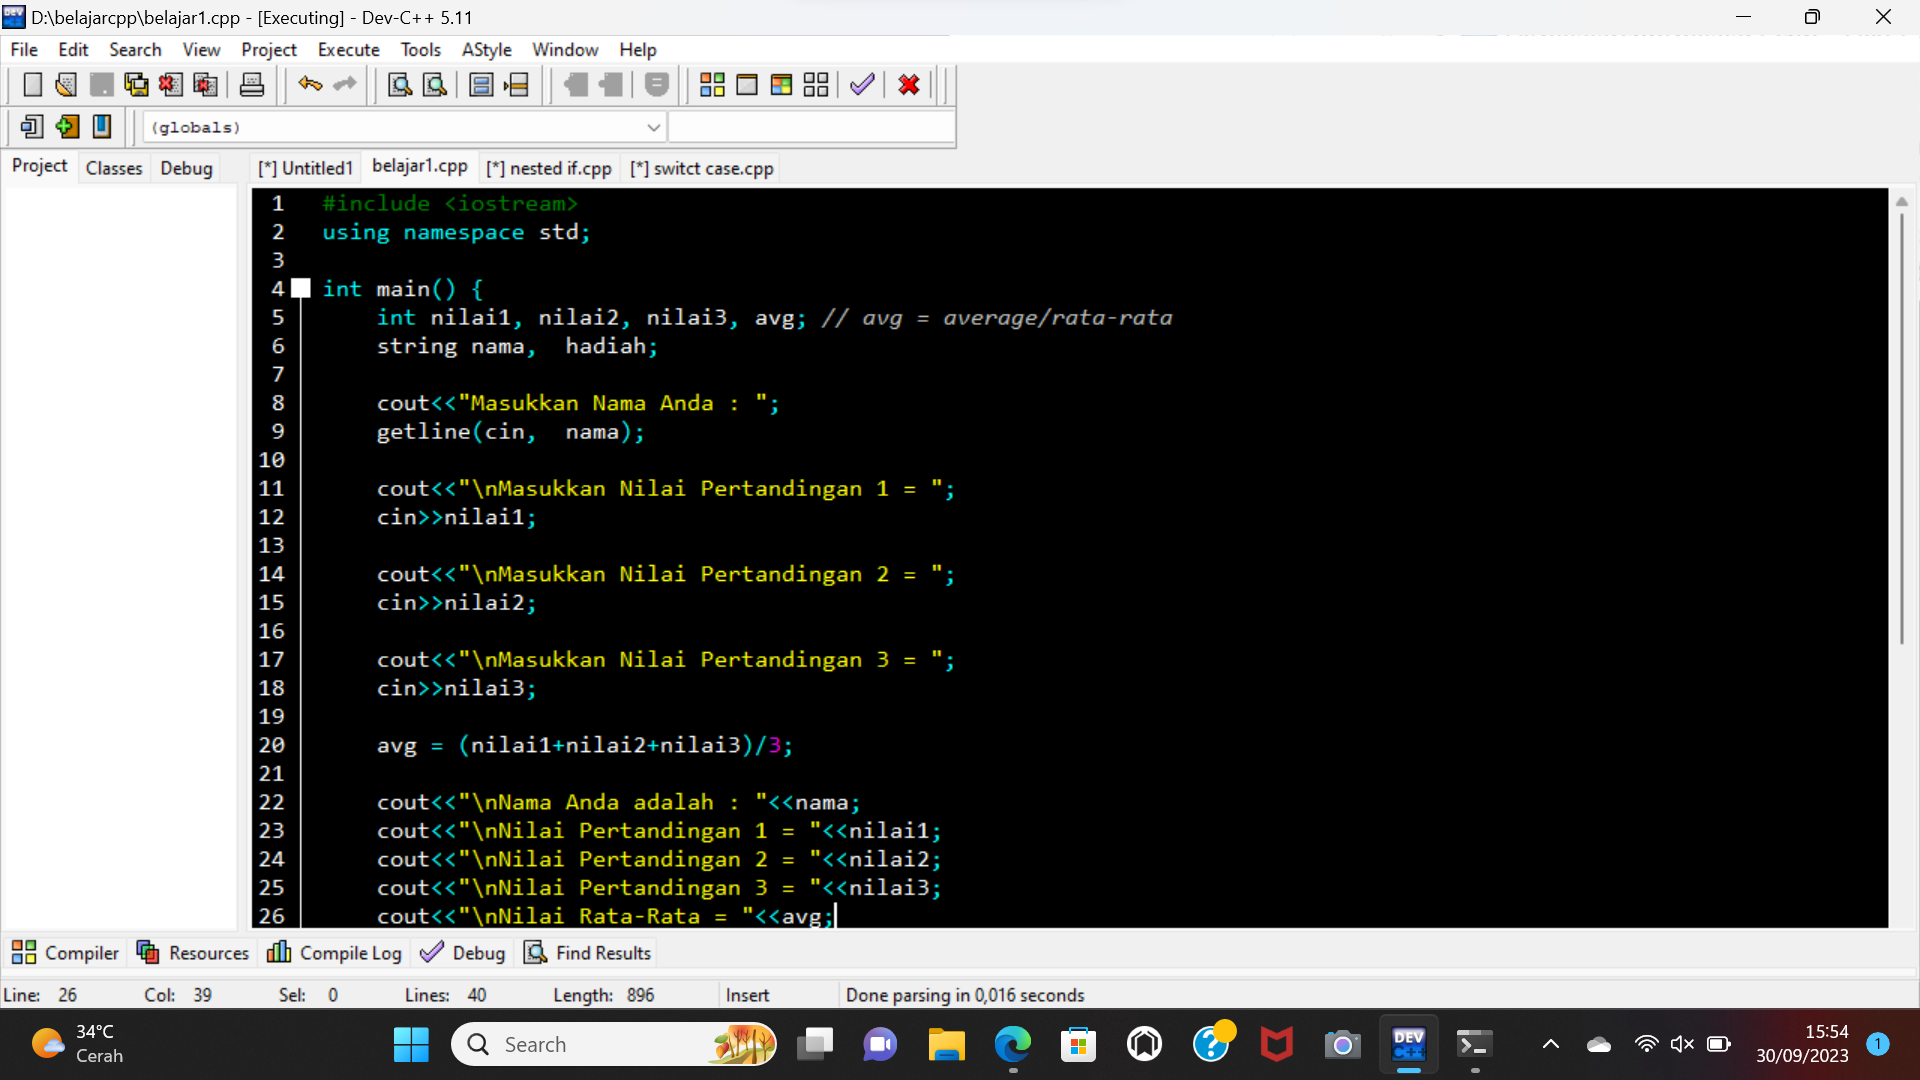 D:\belajarcpp\belajar1.cpp - [Executing] - Dev-C++ 5.11
File Edit Search View Project Execute Tools AStyle Window Help
(globals)
Project Classes Debug
[*] Untitled1 belajar1.cpp [*] nested if.cpp [*] switct case.cpp
1 #include <iostream>
2 using namespace std;
3
4 int main() {
5 int nilai1, nilai2, nilai3, avg; // avg = average/rata-rata
6 string nama,  hadiah;
7
8 cout<<"Masukkan Nama Anda : ";
9 getline(cin,  nama);
10
11 cout<<"\nMasukkan Nilai Pertandingan 1 = ";
12 cin>>nilai1;
13
14 cout<<"\nMasukkan Nilai Pertandingan 2 = ";
15 cin>>nilai2;
16
17 cout<<"\nMasukkan Nilai Pertandingan 3 = ";
18 cin>>nilai3;
19
20 avg = (nilai1+nilai2+nilai3)/3;
21
22 cout<<"\nNama Anda adalah : "<<nama;
23 cout<<"\nNilai Pertandingan 1 = "<<nilai1;
24 cout<<"\nNilai Pertandingan 2 = "<<nilai2;
25 cout<<"\nNilai Pertandingan 3 = "<<nilai3;
26 cout<<"\nNilai Rata-Rata = "<<avg;
Compiler Resources Compile Log Debug Find Results
Line: 26 Col: 39 Sel: 0 Lines: 40 Length: 896 Insert Done parsing in 0,016 seconds
34°C
Cerah
Search
DEV
C++
15:54
30/09/2023
1